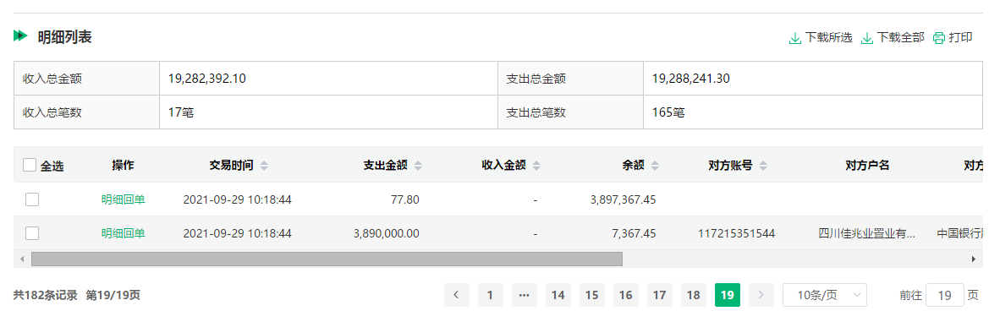 明细列表
下载所选 下载全部 打印
收入总金额 19,282,392.10 支出总金额 19,288,241.30
收入总笔数 17笔 支出总笔数 165笔
全选 操作 交易时间 支出金额 收入金额 余额 对方账号 对方户名 对方
明细回单 2021-09-29 10:18:44 77.80 - 3,897,367.45
明细回单 2021-09-29 10:18:44 3,890,000.00 - 7,367.45 117215351544 四川佳兆业置业有... 中国银行
共182条记录 第19/19页 1 ··· 14 15 16 17 18 19 10条/页 前往 19 页